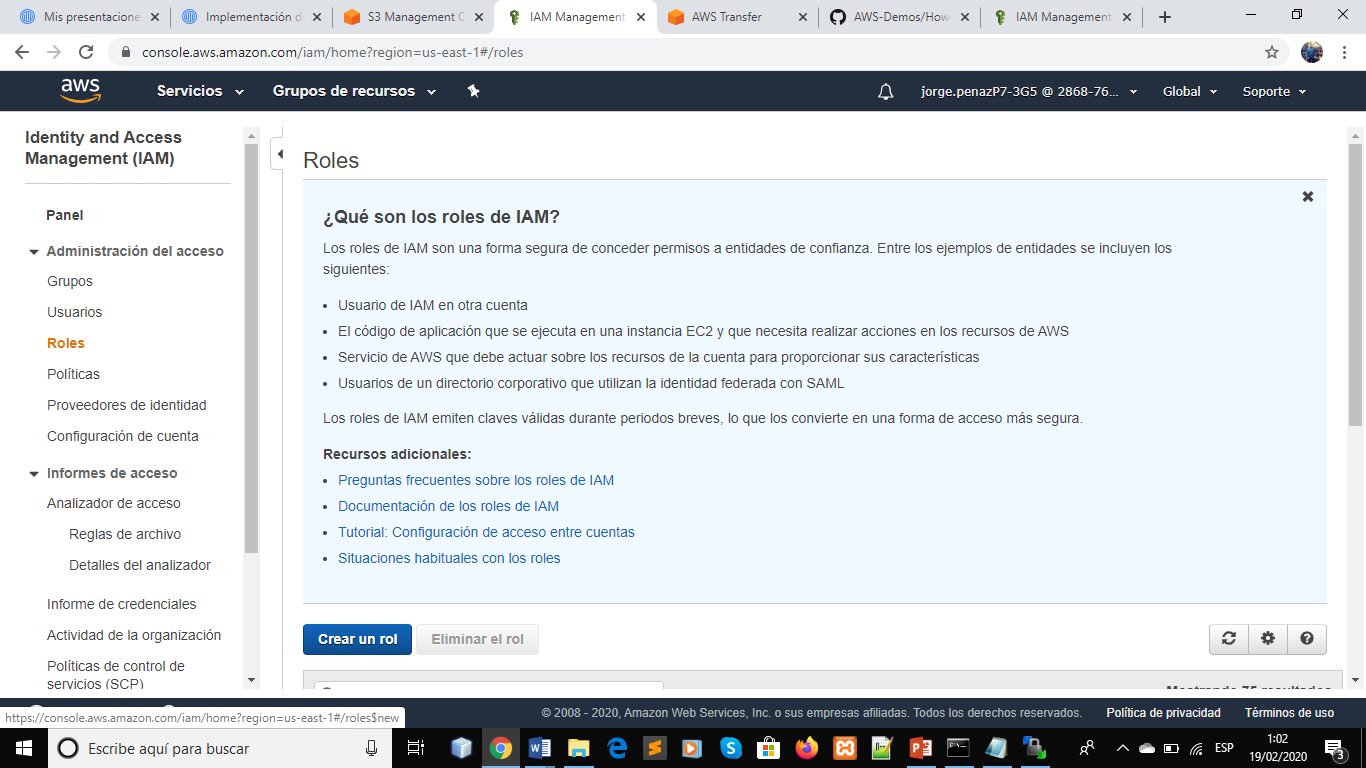 Mis presentacione
Implementación d
S3 Management C
IAM Management
AWS Transfer
AWS-Demos/How
IAM Management
console.aws.amazon.com/iam/home?region=us-east-1#/roles
aws
Servicios
Grupos de recursos
jorge.penazP7-3G5 @ 2868-76...
Global
Soporte
Identity and Access
Management (IAM)
Panel
Administración del acceso
Grupos
Usuarios
Roles
Políticas
Proveedores de identidad
Configuración de cuenta
Informes de acceso
Analizador de acceso
Reglas de archivo
Detalles del analizador
Informe de credenciales
Actividad de la organización
Políticas de control de
servicios (SCP)
Roles
¿Qué son los roles de IAM?
Los roles de IAM son una forma segura de conceder permisos a entidades de confianza. Entre los ejemplos de entidades se incluyen los
siguientes:
• Usuario de IAM en otra cuenta
• El código de aplicación que se ejecuta en una instancia EC2 y que necesita realizar acciones en los recursos de AWS
• Servicio de AWS que debe actuar sobre los recursos de la cuenta para proporcionar sus características
• Usuarios de un directorio corporativo que utilizan la identidad federada con SAML
Los roles de IAM emiten claves válidas durante periodos breves, lo que los convierte en una forma de acceso más segura.
Recursos adicionales:
• Preguntas frecuentes sobre los roles de IAM
• Documentación de los roles de IAM
• Tutorial: Configuración de acceso entre cuentas
• Situaciones habituales con los roles
Crear un rol
Eliminar el rol
Mostrando 75 resultados
https://console.aws.amazon.com/iam/home?region=us-east-1#/roles$new
© 2008 - 2020, Amazon Web Services, Inc. o sus empresas afiliadas. Todos los derechos reservados.
Política de privacidad
Términos de uso
Escribe aquí para buscar
ESP
1:02
19/02/2020
3